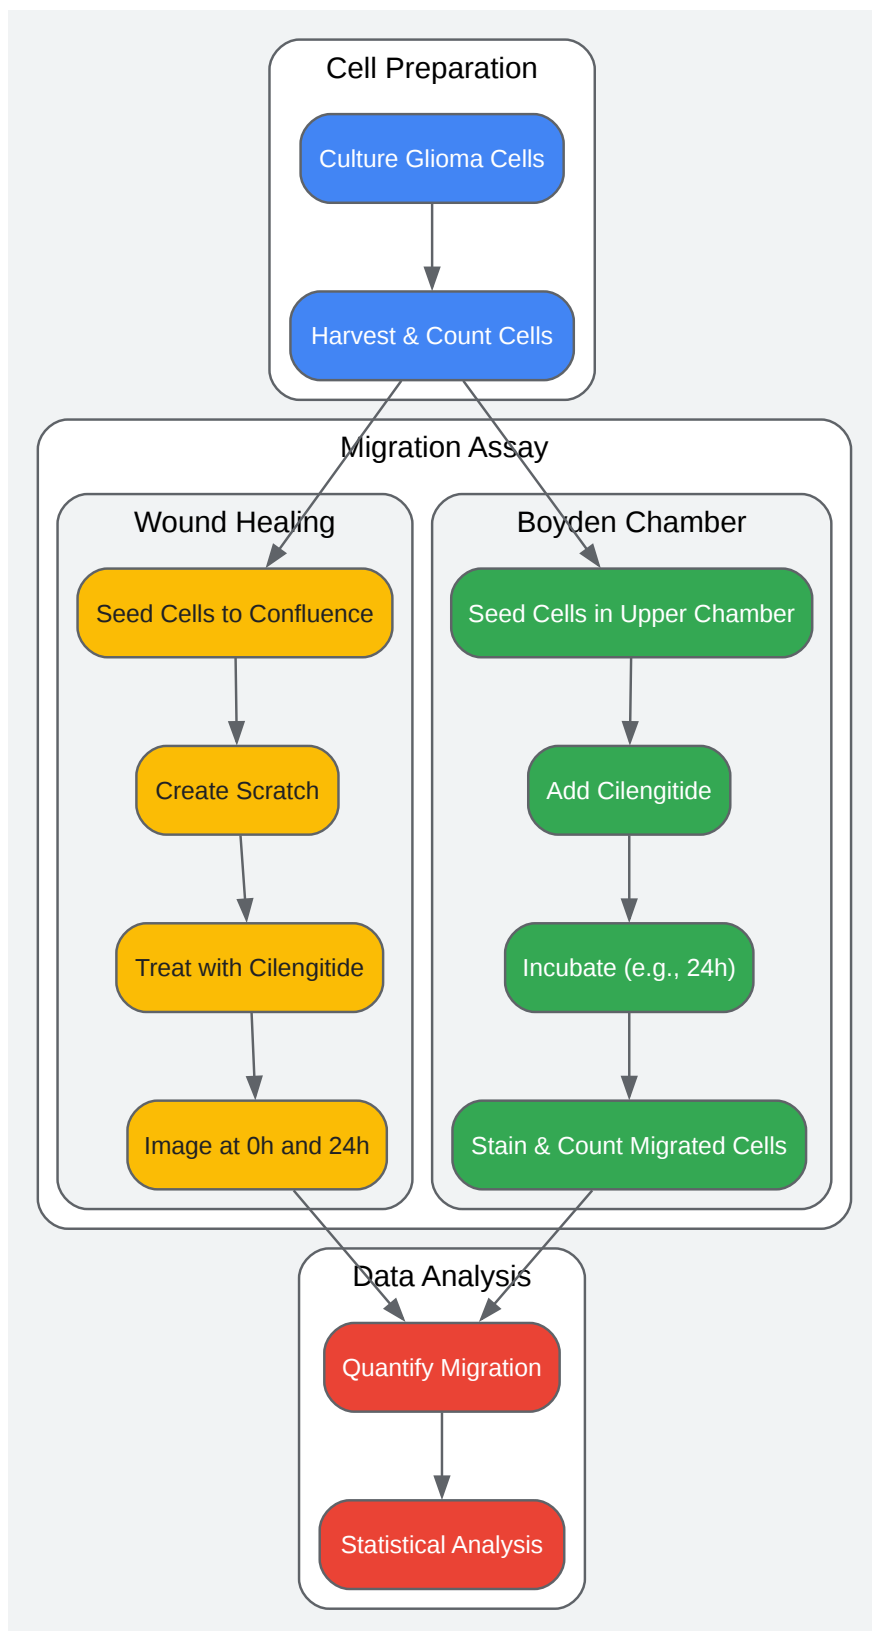 Cell Preparation
Culture Glioma Cells
Harvest & Count Cells
Migration Assay
Wound Healing
Seed Cells to Confluence
Create Scratch
Treat with Cilengitide
Image at 0h and 24h
Boyden Chamber
Seed Cells in Upper Chamber
Add Cilengitide
Incubate (e.g., 24h)
Stain & Count Migrated Cells
Data Analysis
Quantify Migration
Statistical Analysis